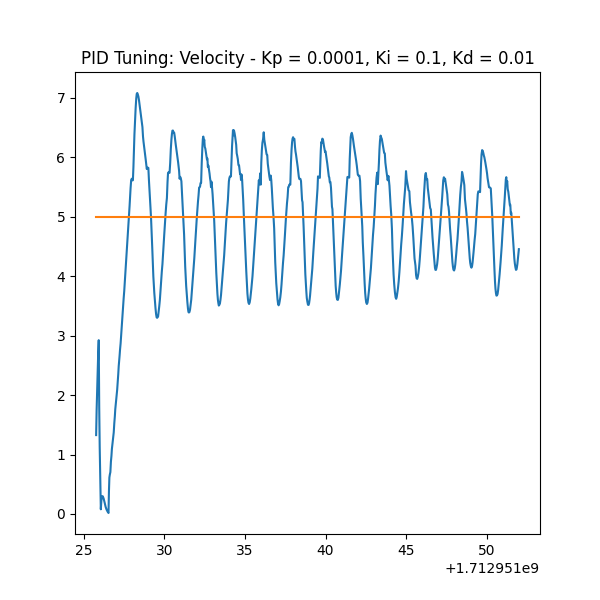 PID Tuning: Velocity - Kp = 0.0001, Ki = 0.1, Kd = 0.01
7
6
5
4
3
2
1
0
25 30 35 40 45 50
+1.712951e9